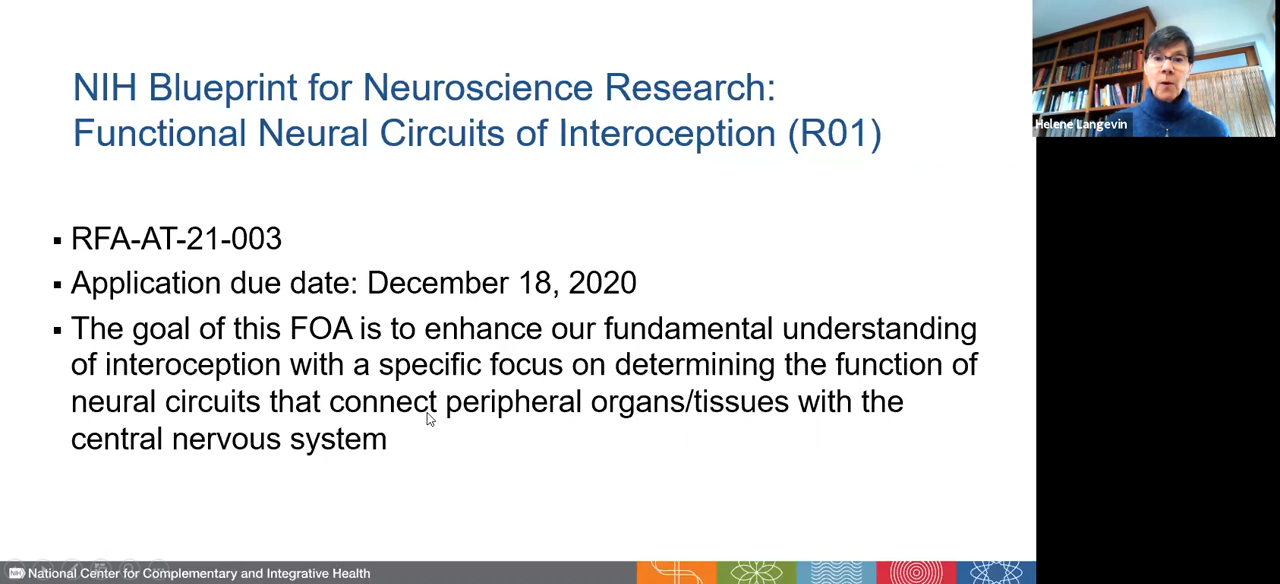 NIH Blueprint for Neuroscience Research:
Functional Neural Circuits of Interoception (R01)
▪ RFA-AT-21-003
▪ Application due date: December 18, 2020
▪ The goal of this FOA is to enhance our fundamental understanding
of interoception with a specific focus on determining the function of
neural circuits that connect peripheral organs/tissues with the
central nervous system
NIH National Center for Complementary and Integrative Health
Helene Langevin